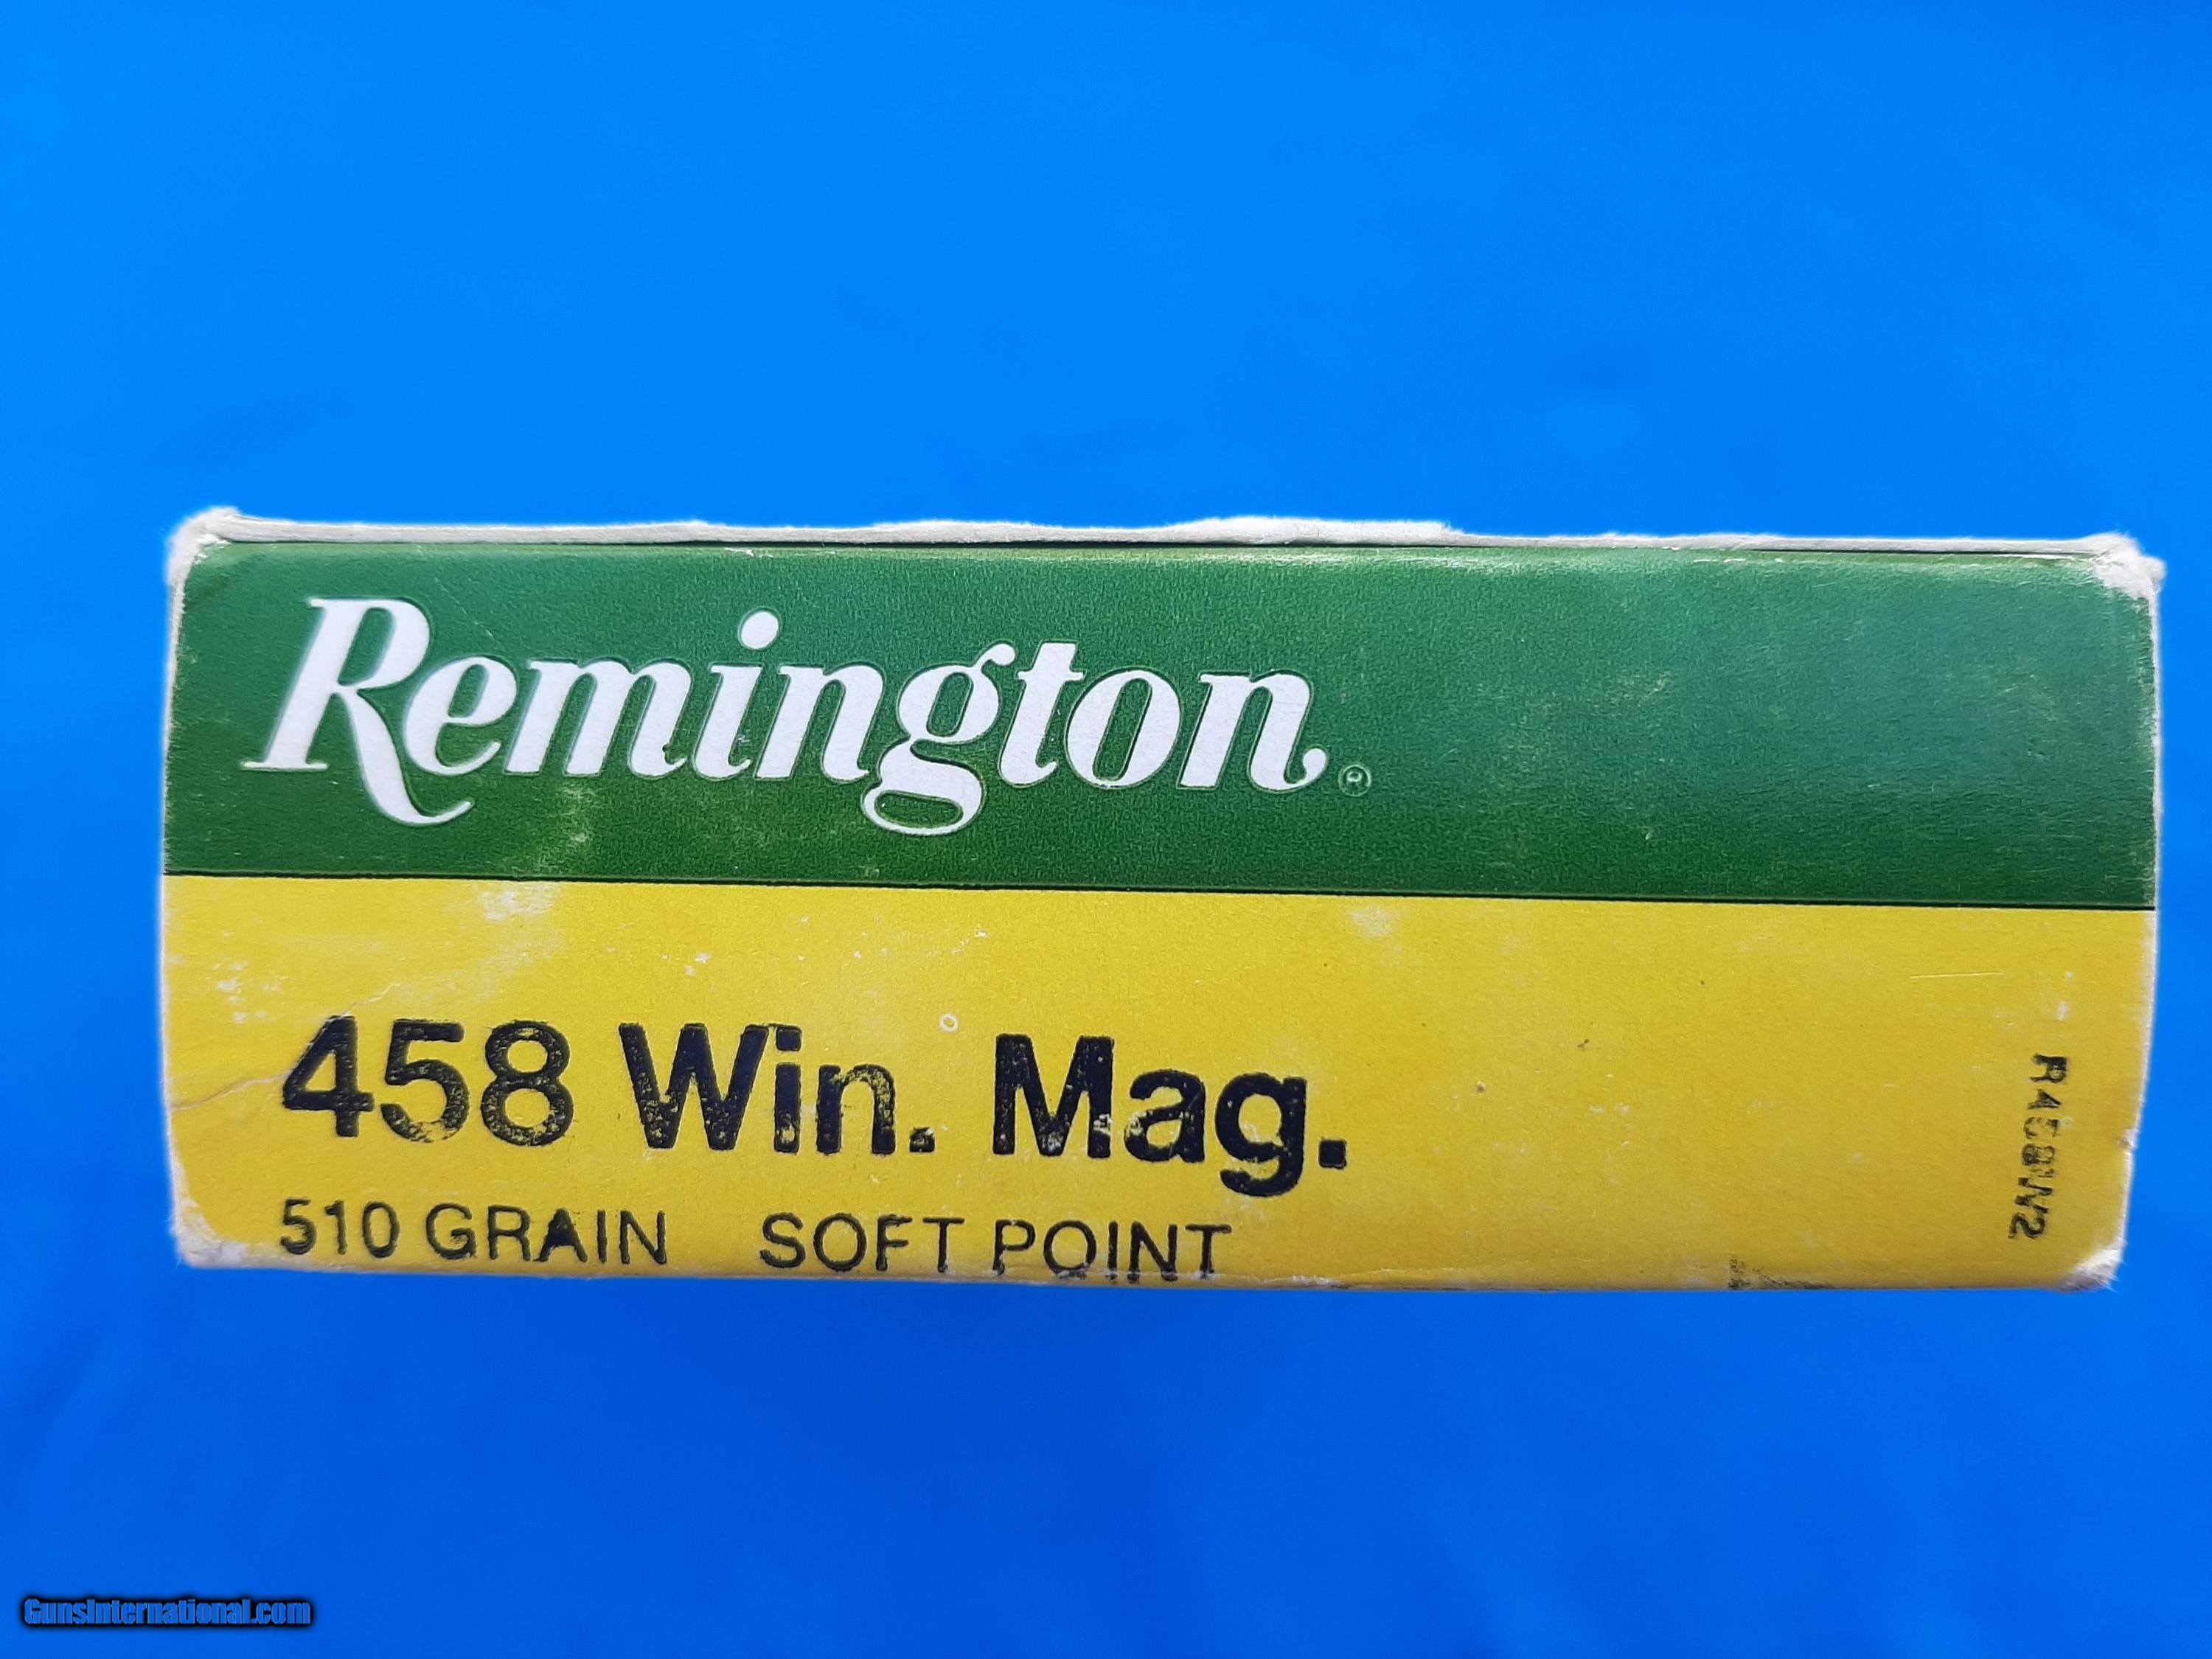 Remington®
458 Win. Mag.
510 GRAIN SOFT POINT
R458W2
GunsInternational.com